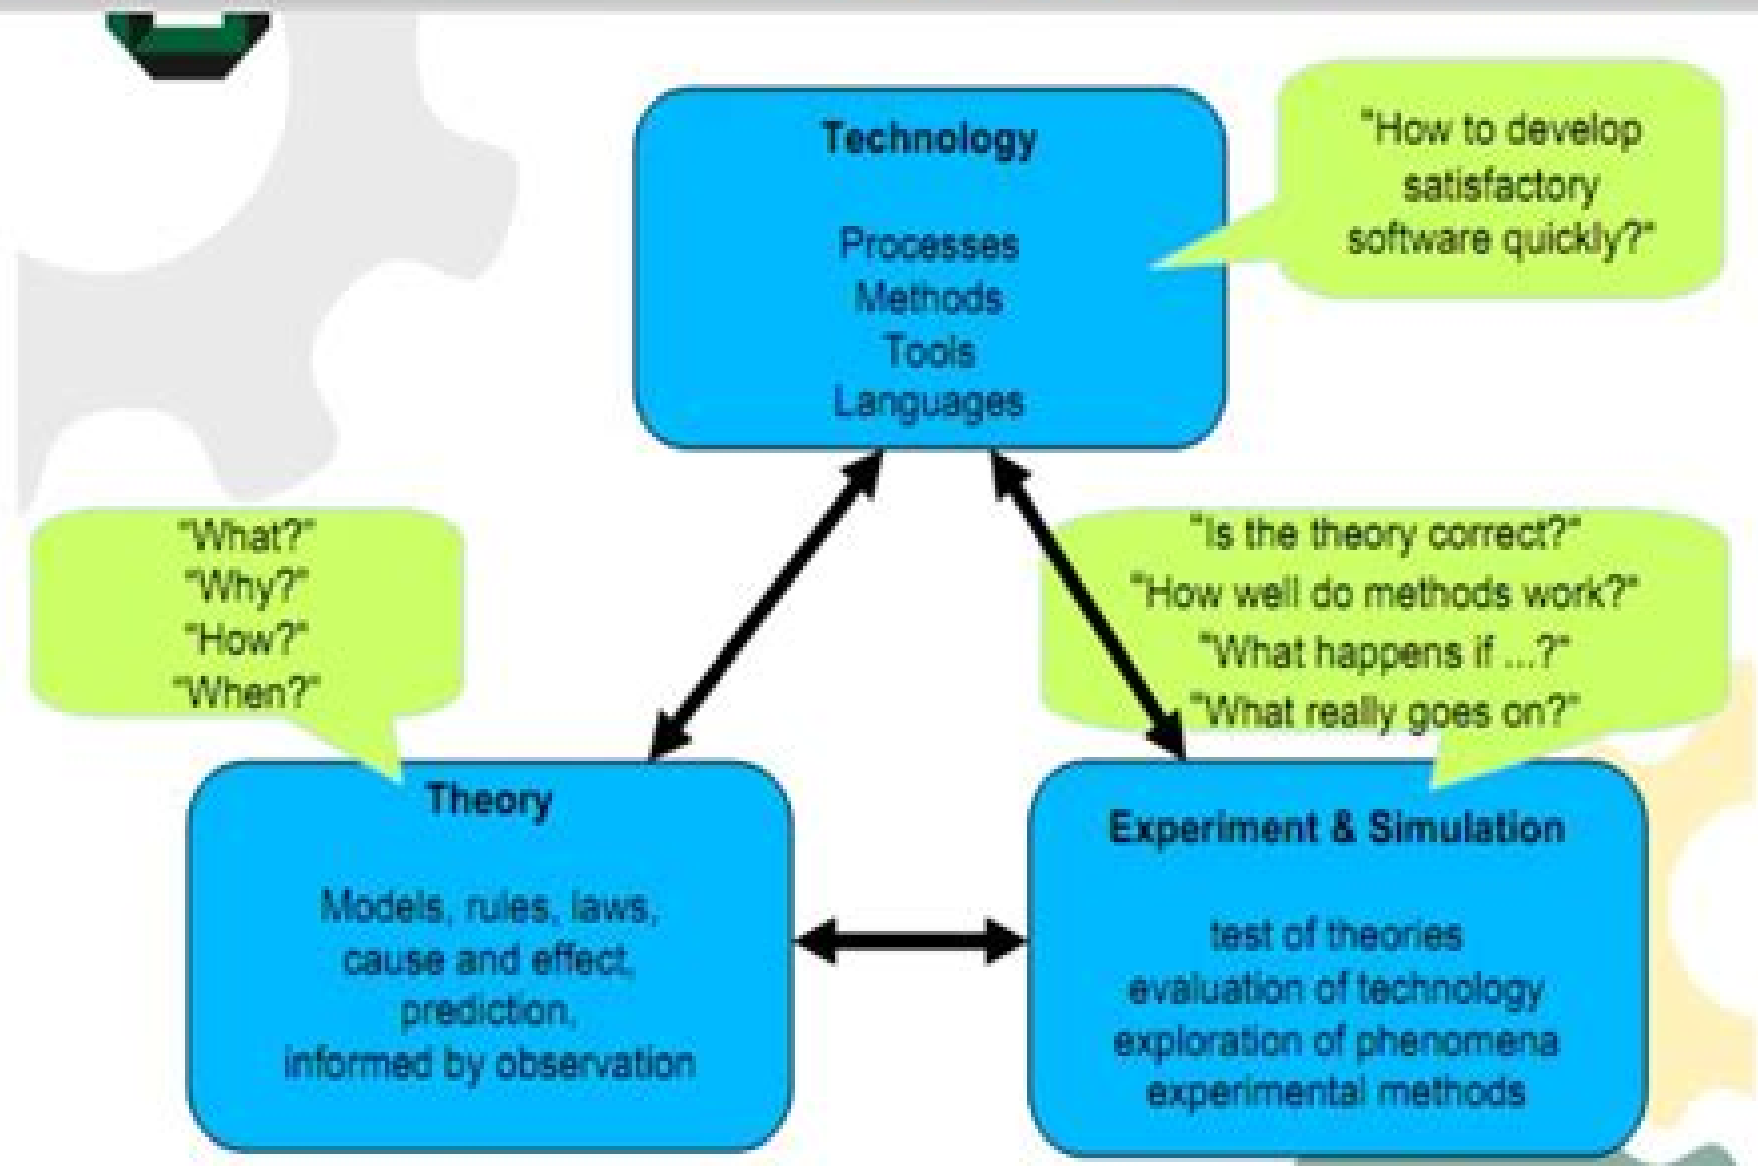 Technology
Processes
Methods
Tools
Languages
"How to develop
satisfactory
software quickly?"
"What?"
"Why?"
"How?"
"When?"
"Is the theory correct?"
"How well do methods work?"
"What happens if ...?"
"What really goes on?"
Theory
Models, rules, laws,
cause and effect,
prediction,
informed by observation
Experiment & Simulation
test of theories
evaluation of technology
exploration of phenomena
experimental methods